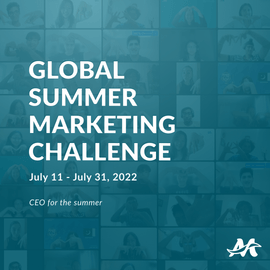 GLOBAL
SUMMER
MARKETING
CHALLENGE
July 11 - July 31, 2022
CEO for the summer